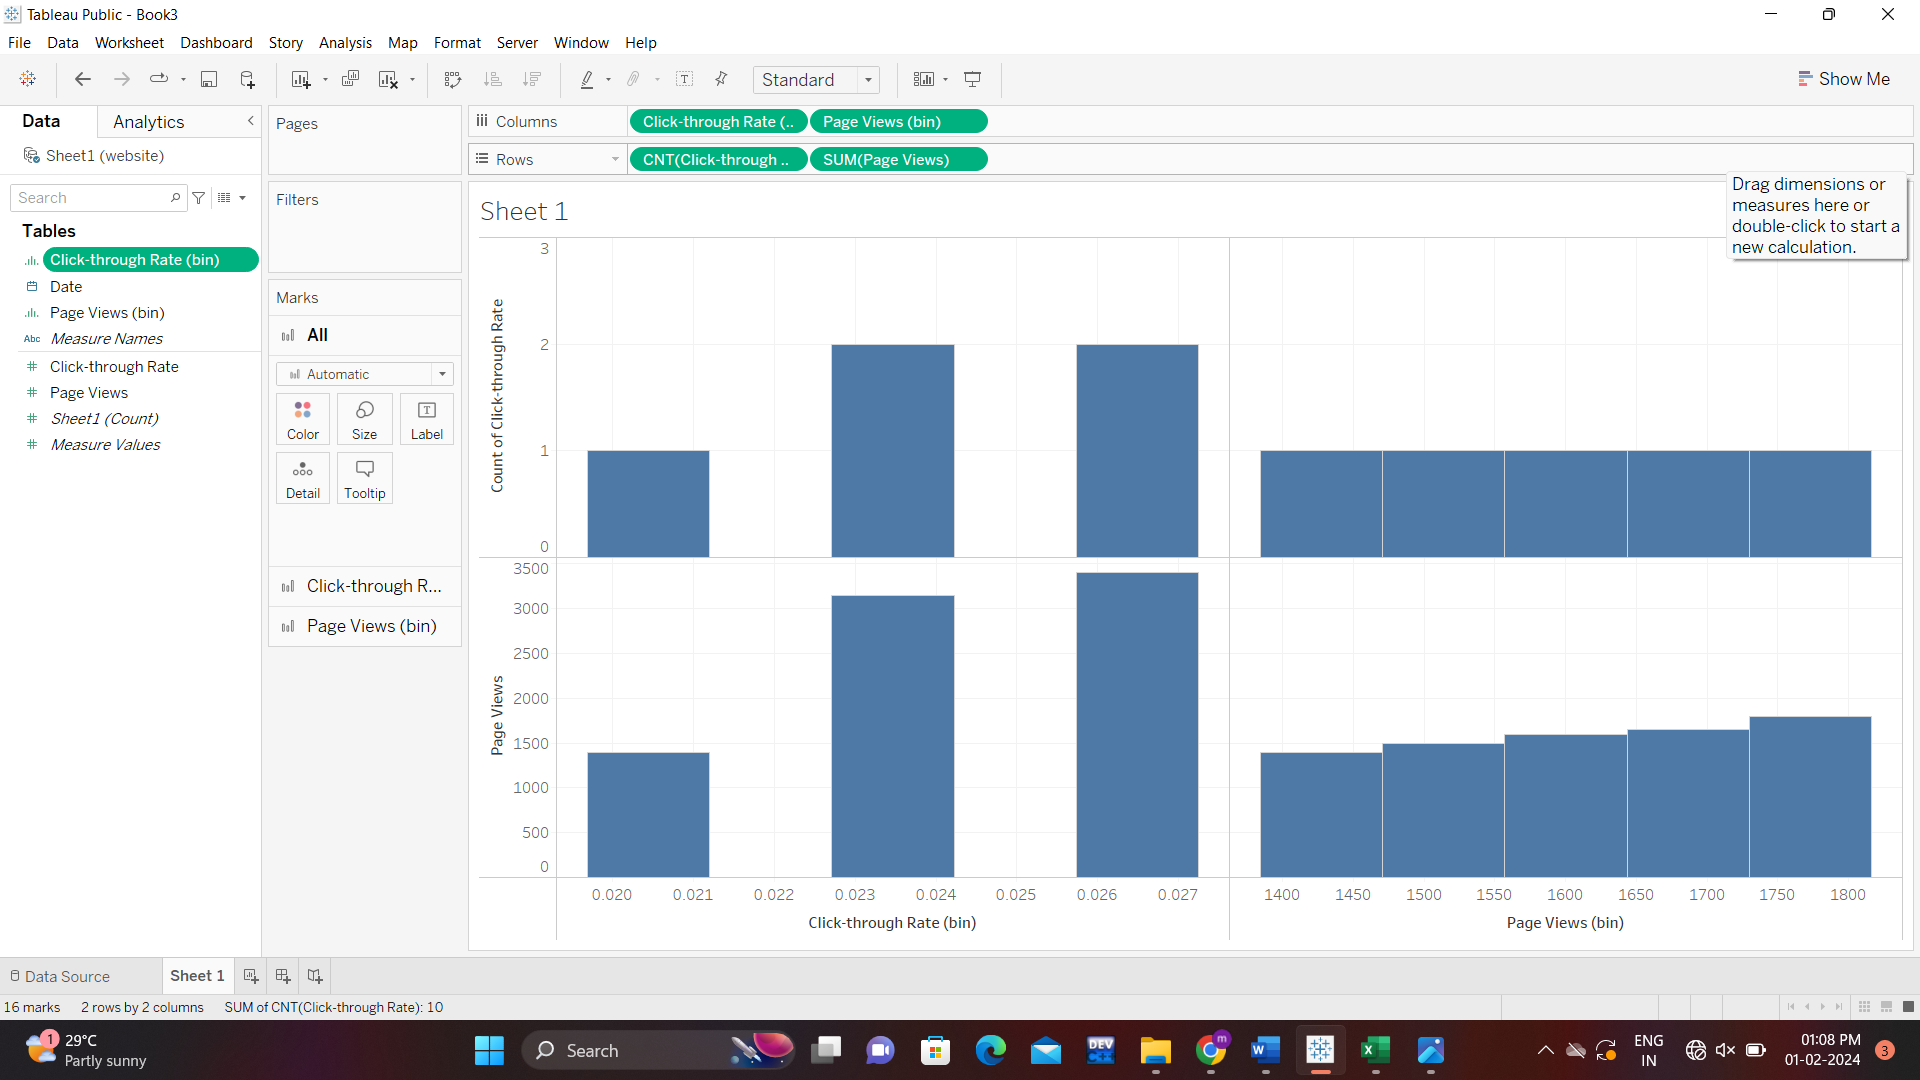 Tableau Public - Book3
File Data Worksheet Dashboard Story Analysis Map Format Server Window Help
Standard
Show Me
Data Analytics
Sheet1 (website)
Search
Tables
Click-through Rate (bin)
Date
Page Views (bin)
Abc Measure Names
Click-through Rate
Page Views
Sheet1 (Count)
Measure Values
Pages
Filters
Marks
All
Automatic
Color Size Label
Detail Tooltip
Click-through R...
Page Views (bin)
Columns Click-through Rate (.. Page Views (bin)
Rows CNT(Click-through .. SUM(Page Views)
Drag dimensions or
measures here or
double-click to start a
new calculation.
Sheet 1
Count of Click-through Rate
3
2
1
0
Page Views
3500
3000
2500
2000
1500
1000
500
0
0.020 0.021 0.022 0.023 0.024 0.025 0.026 0.027
Click-through Rate (bin)
1400 1450 1500 1550 1600 1650 1700 1750 1800
Page Views (bin)
Data Source Sheet 1
16 marks 2 rows by 2 columns SUM of CNT(Click-through Rate): 10
1
29°C
Partly sunny
Search
DEV
m
W
X
ENG
IN
01:08 PM
01-02-2024
3